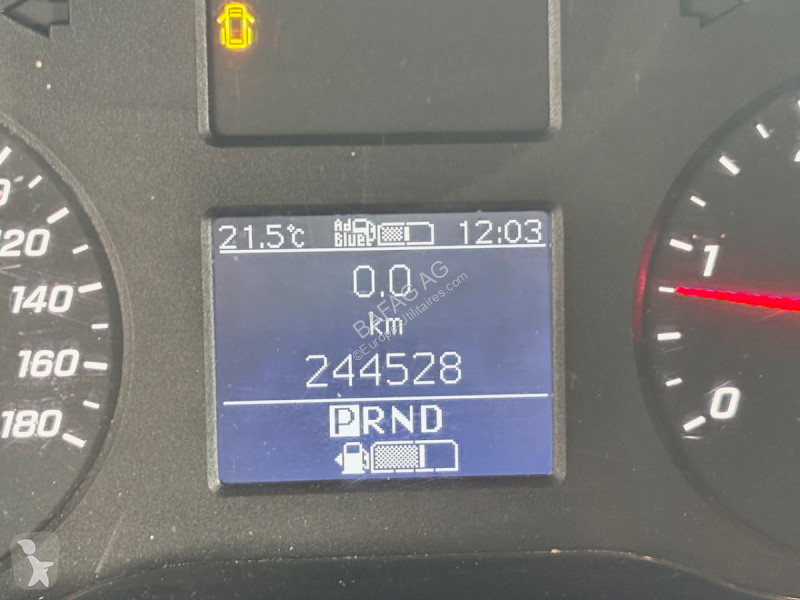 21.5°C Ad Blue 12:03
0.0
km
244528
PRND
120
140
160
180
1
0
BAFAG AG
©Europe-Utilitaires.com